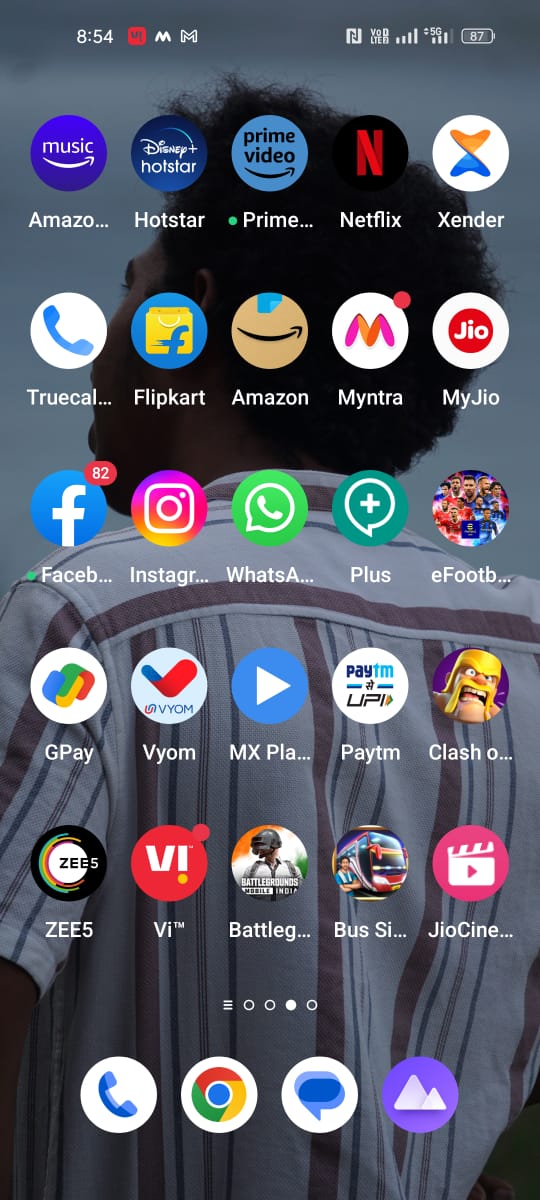 8:54 Vi M VoD LTE2 5G 87
music
Disney+
hotstar
prime
video
N
Amazo... Hotstar Prime... Netflix Xender
Jio
Truecal... Flipkart Amazon Myntra MyJio
82
Faceb... Instagr... WhatsA... Plus eFootb...
VYOM
paytm
से
UPI
GPay Vyom MX Pla... Paytm Clash o...
ZEE5
VI
BATTLEGROUNDS
MOBILE INDIA
ZEE5 Vi™ Battleg... Bus Si... JioCine...